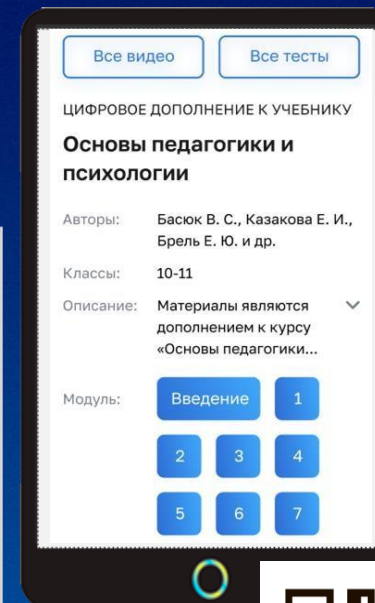 Все видео
Все тесты
ЦИФРОВОЕ ДОПОЛНЕНИЕ К УЧЕБНИКУ
Основы педагогики и
психологии
Авторы: Басюк В. С., Казакова Е. И.,
Брель Е. Ю. и др.
Классы: 10-11
Описание: Материалы являются
дополнением к курсу
«Основы педагогики...
Модуль: Введение 1
2 3 4
5 6 7